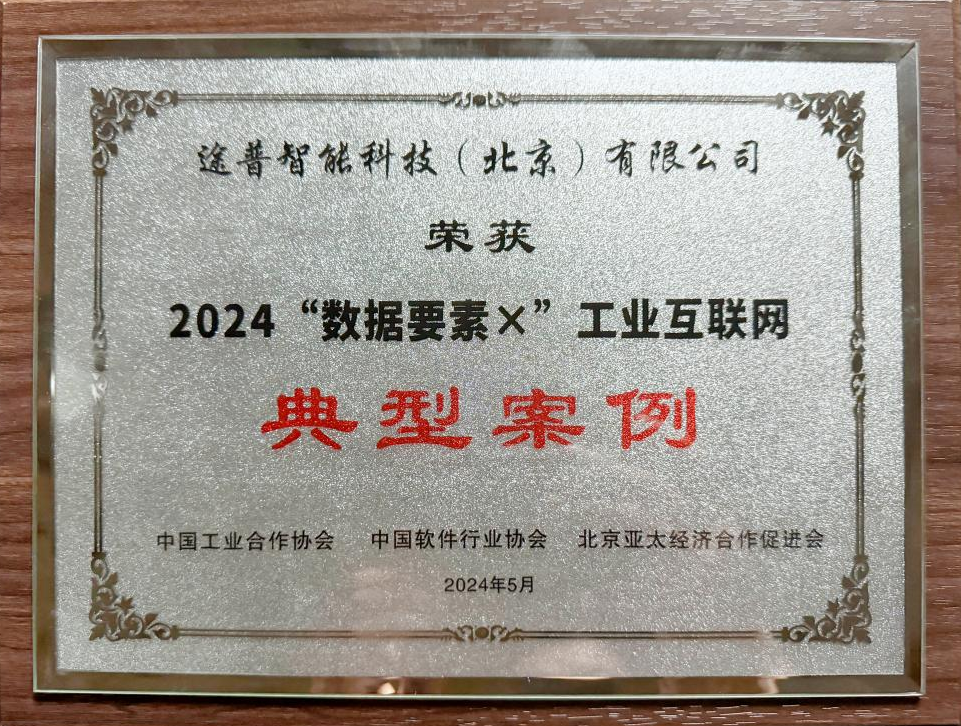 途普智能科技（北京）有限公司
荣获
2024“数据要素×”工业互联网
典型案例
中国工业合作协会 中国软件行业协会 北京亚太经济合作促进会
2024年5月